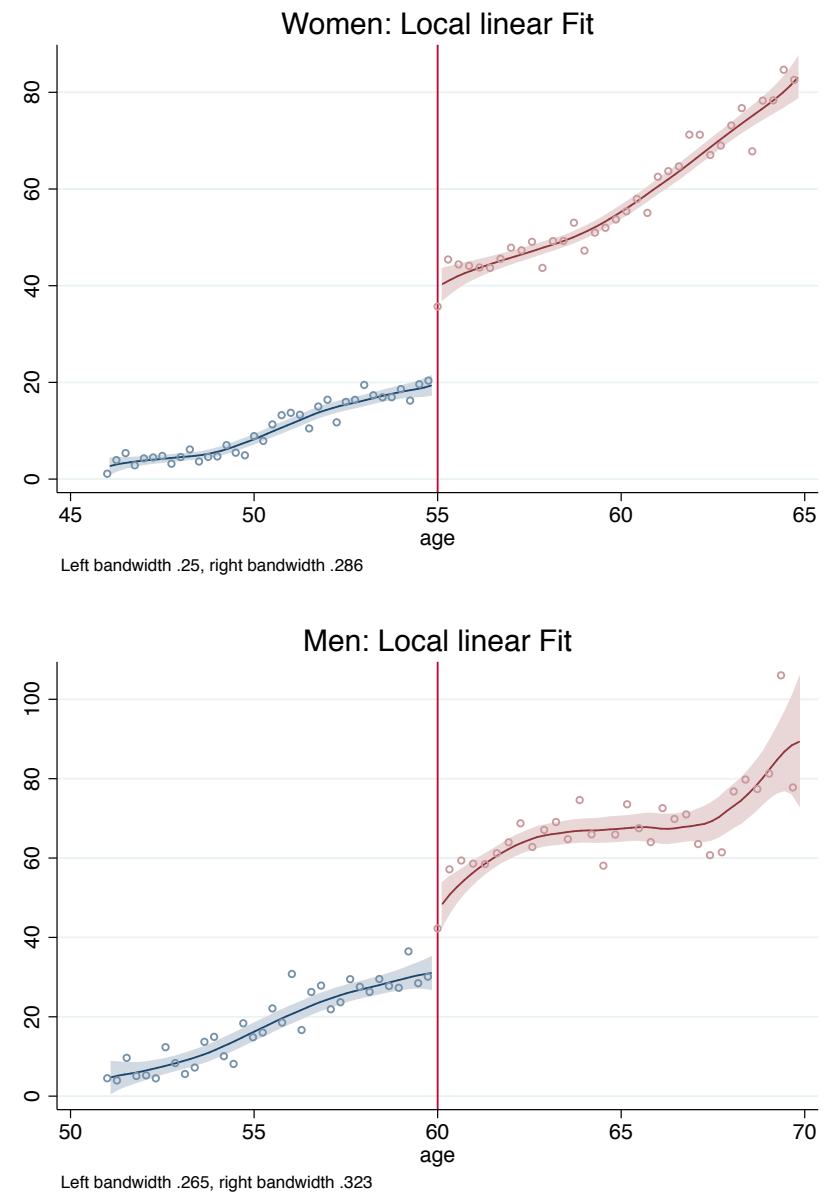 Women: Local linear Fit
80
60
40
20
0
45 50 55 60 65
age
Left bandwidth .25, right bandwidth .286
Men: Local linear Fit
100
80
60
40
20
0
50 55 60 65 70
age
Left bandwidth .265, right bandwidth .323